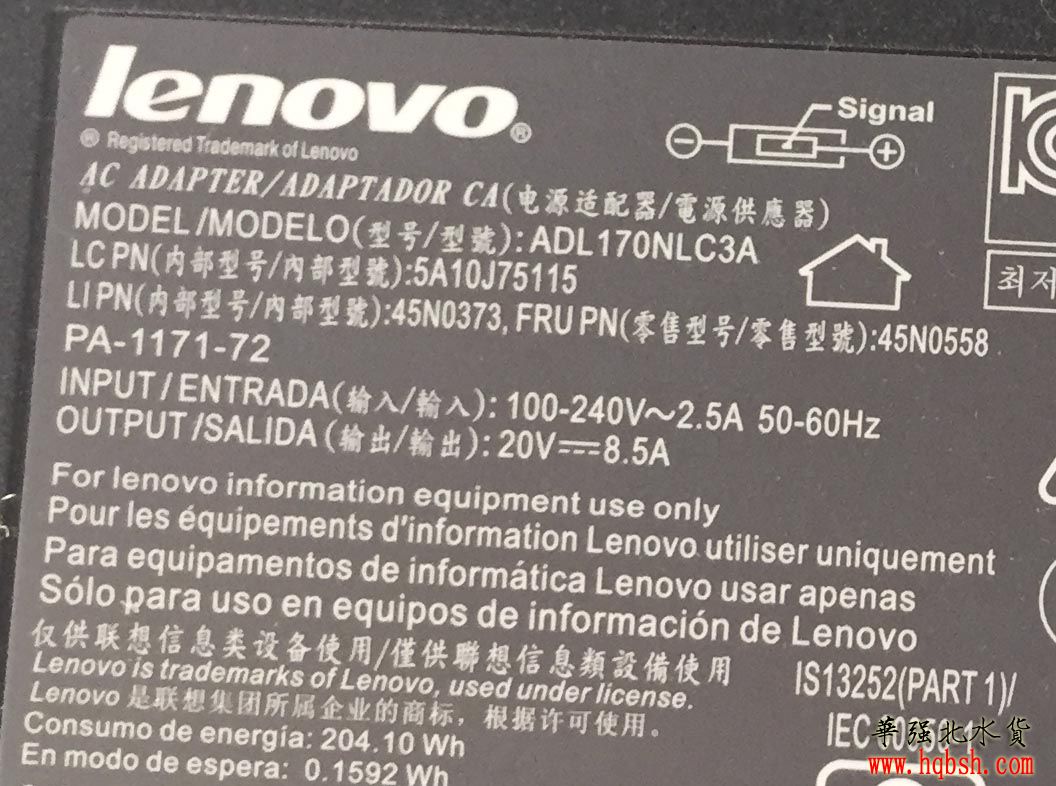 lenovo®
® Registered Trademark of Lenovo
Signal
AC ADAPTER/ADAPTADOR CA(电源适配器/電源供應器)
MODEL/MODELO(型号/型號): ADL170NLC3A
LC PN(内部型号/內部型號):5A10J75115
LI PN(内部型号/內部型號):45N0373, FRU PN(零售型号/零售型號):45N0558
최저
PA-1171-72
INPUT/ENTRADA(输入/輸入): 100-240V~2.5A 50-60Hz
OUTPUT/SALIDA(输出/輸出): 20V⎓8.5A
For lenovo information equipment use only
Pour les équipements d'information Lenovo utiliser uniquement
Para equipamentos de informática Lenovo usar apenas
Sólo para uso en equipos de información de Lenovo
仅供联想信息类设备使用/僅供聯想信息類設備使用
Lenovo is trademarks of Lenovo, used under license.
Lenovo 是联想集团所属企业的商标，根据许可使用。
IS13252(PART 1)/
IEC
Consumo de energía: 204.10 Wh
En modo de espera: 0.1592 Wh
華强北水貨
www.hqbsh.com